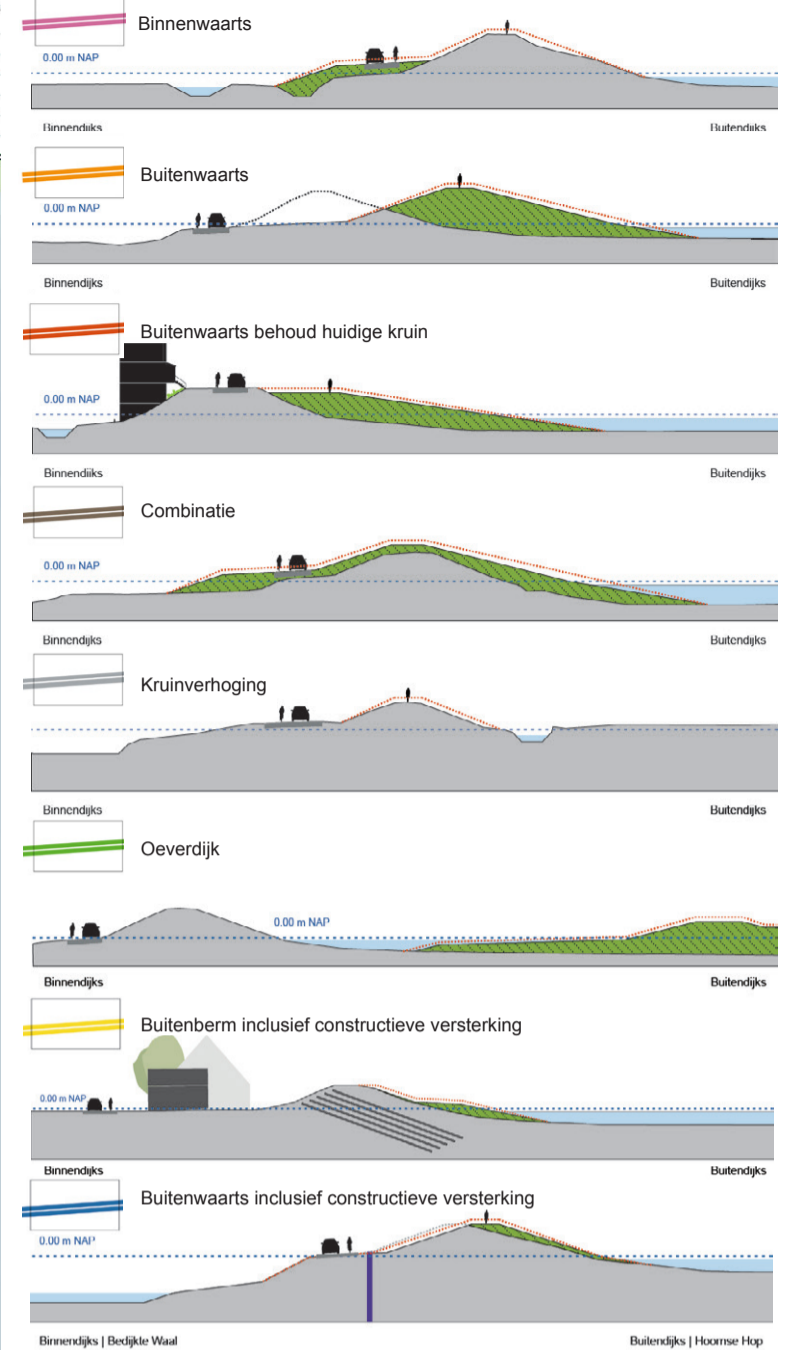 Binnenwaarts
0.00 m NAP
Binnendijks Buitendijks
Buitenwaarts
0.00 m NAP
Binnendijks Buitendijks
Buitenwaarts behoud huidige kruin
0.00 m NAP
Binnendijks Buitendijks
Combinatie
0.00 m NAP
Binnendijks Buitendijks
Kruinverhoging
Binnendijks Buitendijks
Oeverdijk
0.00 m NAP
Binnendijks Buitendijks
Buitenberm inclusief constructieve versterking
0.00 m NAP
Binnendijks Buitendijks
Buitenwaarts inclusief constructieve versterking
0.00 m NAP
Binnendijks | Bedijkte Waal Buitendijks | Hoornse Hop